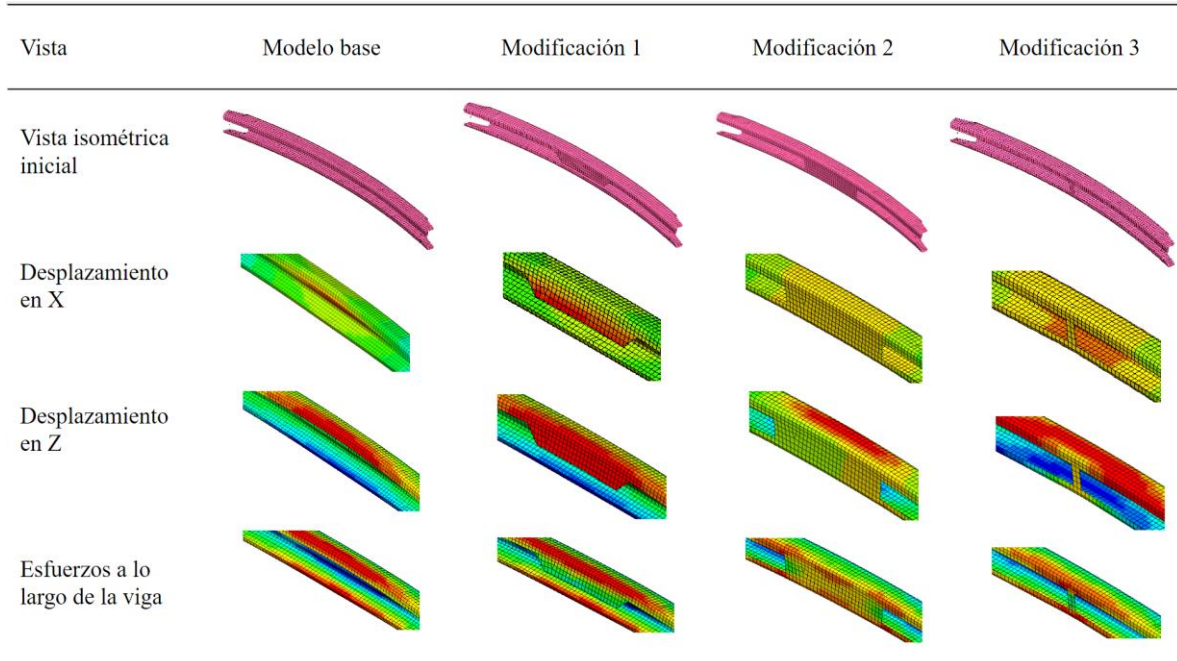 Vista Modelo base Modificación 1 Modificación 2 Modificación 3
Vista isométrica
inicial
Desplazamiento
en X
Desplazamiento
en Z
Esfuerzos a lo
largo de la viga